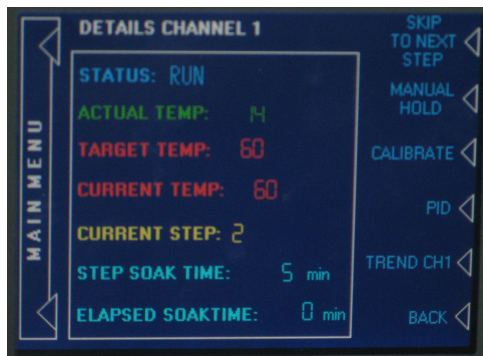 DETAILS CHANNEL 1
MAIN MENU
STATUS: RUN
ACTUAL TEMP: 14
TARGET TEMP: 60
CURRENT TEMP: 60
CURRENT STEP: 2
STEP SOAK TIME: 5 min
ELAPSED SOAKTIME: 0 min
SKIP
TO NEXT
STEP
MANUAL
HOLD
CALIBRATE
PID
TREND CH1
BACK